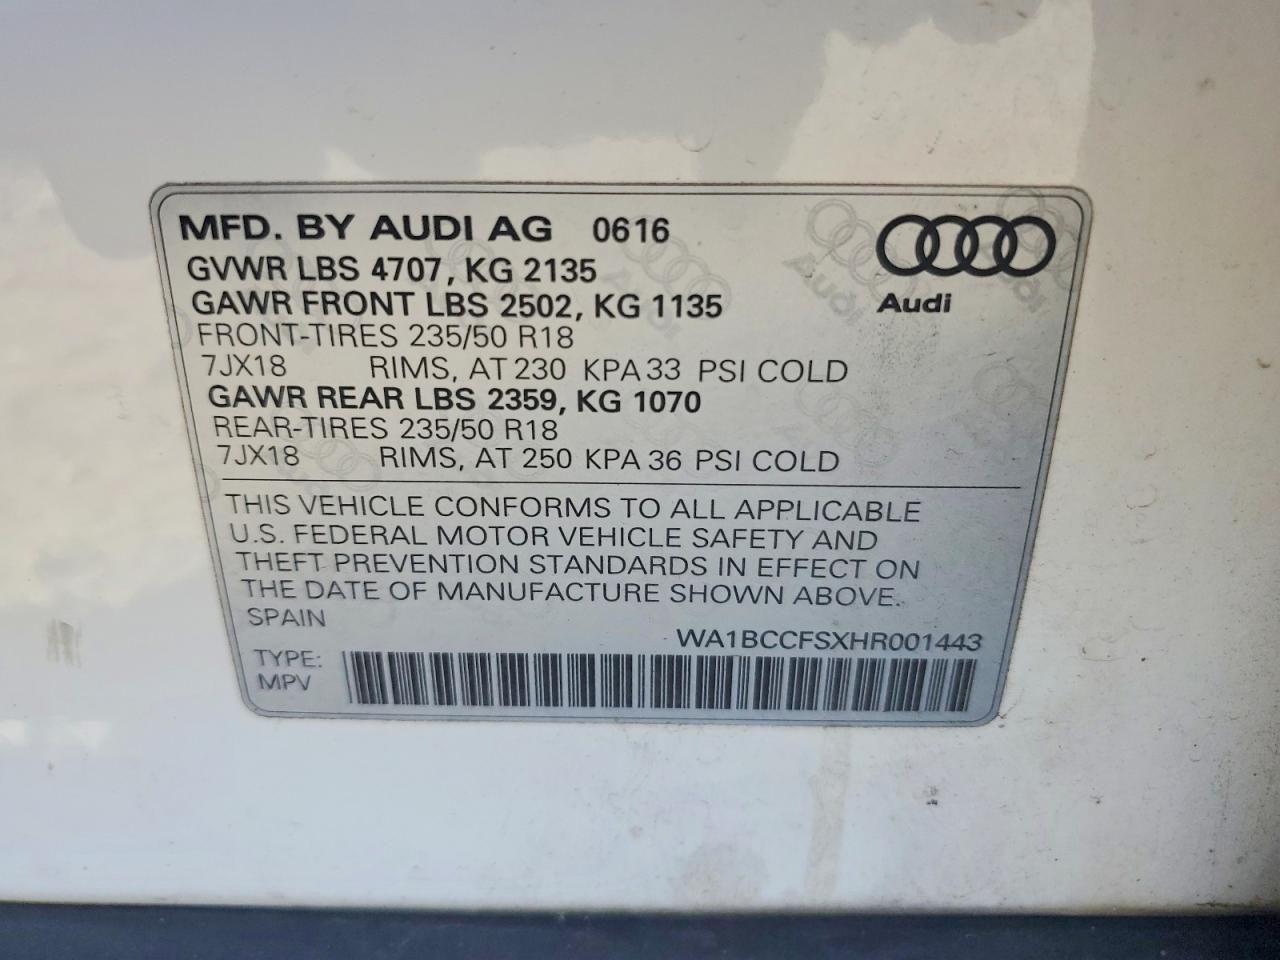 MFD. BY AUDI AG 0616
GVWR LBS 4707, KG 2135
GAWR FRONT LBS 2502, KG 1135
FRONT-TIRES 235/50 R18
7JX18 RIMS, AT 230 KPA 33 PSI COLD
GAWR REAR LBS 2359, KG 1070
REAR-TIRES 235/50 R18
7JX18 RIMS, AT 250 KPA 36 PSI COLD
Audi
THIS VEHICLE CONFORMS TO ALL APPLICABLE
U.S. FEDERAL MOTOR VEHICLE SAFETY AND
THEFT PREVENTION STANDARDS IN EFFECT ON
THE DATE OF MANUFACTURE SHOWN ABOVE.
SPAIN
WA1BCCFSXHR001443
TYPE:
MPV